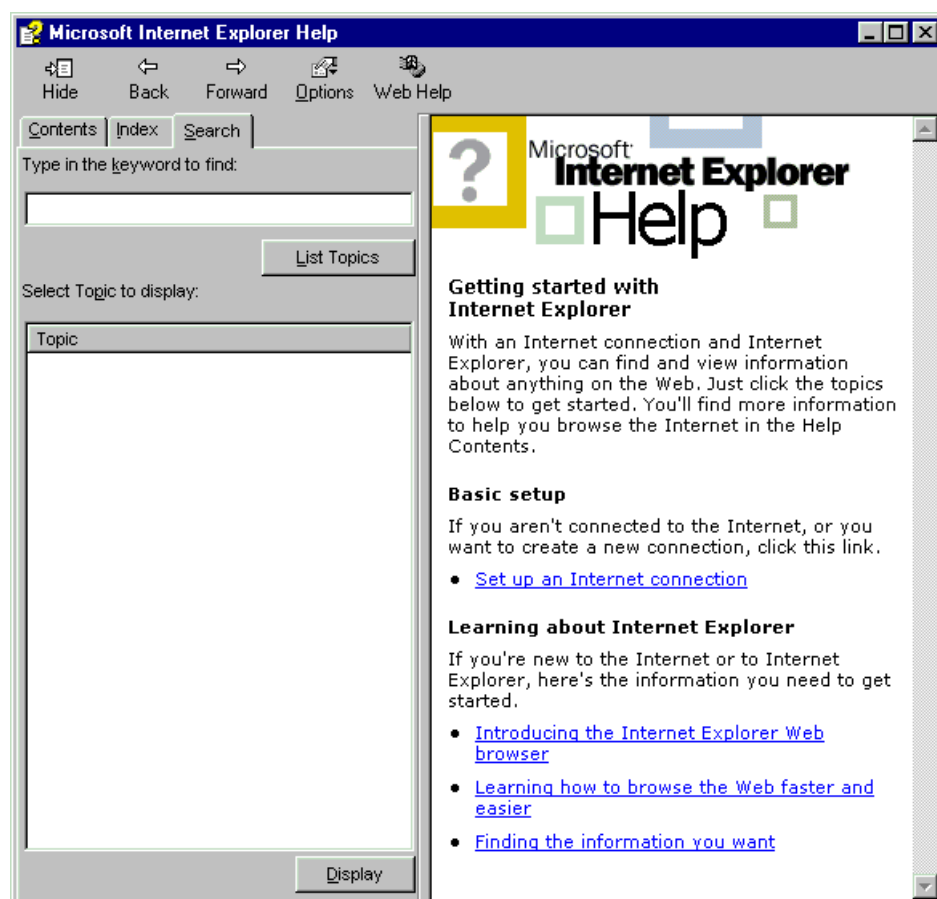 Microsoft Internet Explorer Help
Hide Back Forward Options Web Help
Contents Index Search
Type in the keyword to find:
List Topics
Select Topic to display:
Topic
Display
?
Microsoft
Internet Explorer
Help
Getting started with
Internet Explorer
With an Internet connection and Internet
Explorer, you can find and view information
about anything on the Web. Just click the topics
below to get started. You'll find more information
to help you browse the Internet in the Help
Contents.
Basic setup
If you aren't connected to the Internet, or you
want to create a new connection, click this link.
• Set up an Internet connection
Learning about Internet Explorer
If you're new to the Internet or to Internet
Explorer, here's the information you need to get
started.
• Introducing the Internet Explorer Web
browser
• Learning how to browse the Web faster and
easier
• Finding the information you want